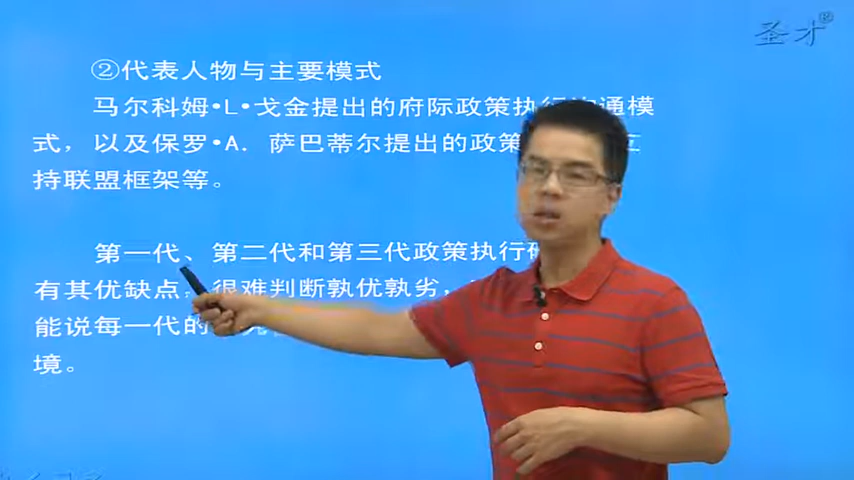 圣才
②代表人物与主要模式
马尔科姆•L•戈金提出的府际政策执行沟通模
式，以及保罗•A. 萨巴蒂尔提出的政策
持联盟框架等。
第一代、第二代和第三代政策执行
有其优缺点，很难判断孰优孰劣，
能说每一代的
境。